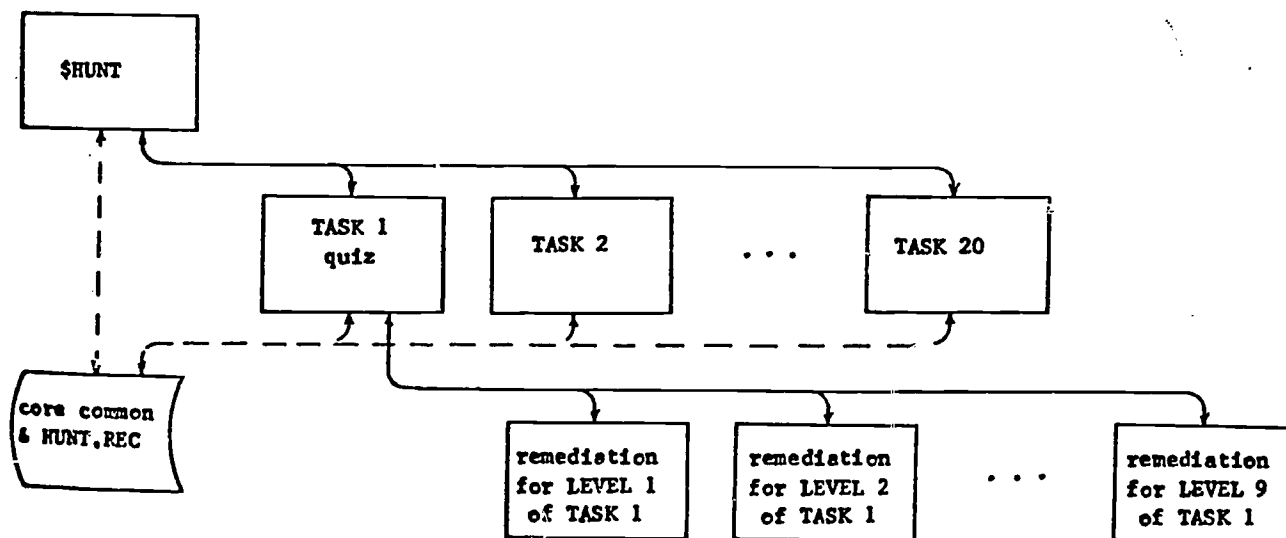 $HUNT
TASK 1
quiz
TASK 2
. . .
TASK 20
core common
& HUNT.REC
remediation
for LEVEL 1
of TASK 1
remediation
for LEVEL 2
of TASK 1
. . .
remediation
for LEVEL 9
of TASK 1